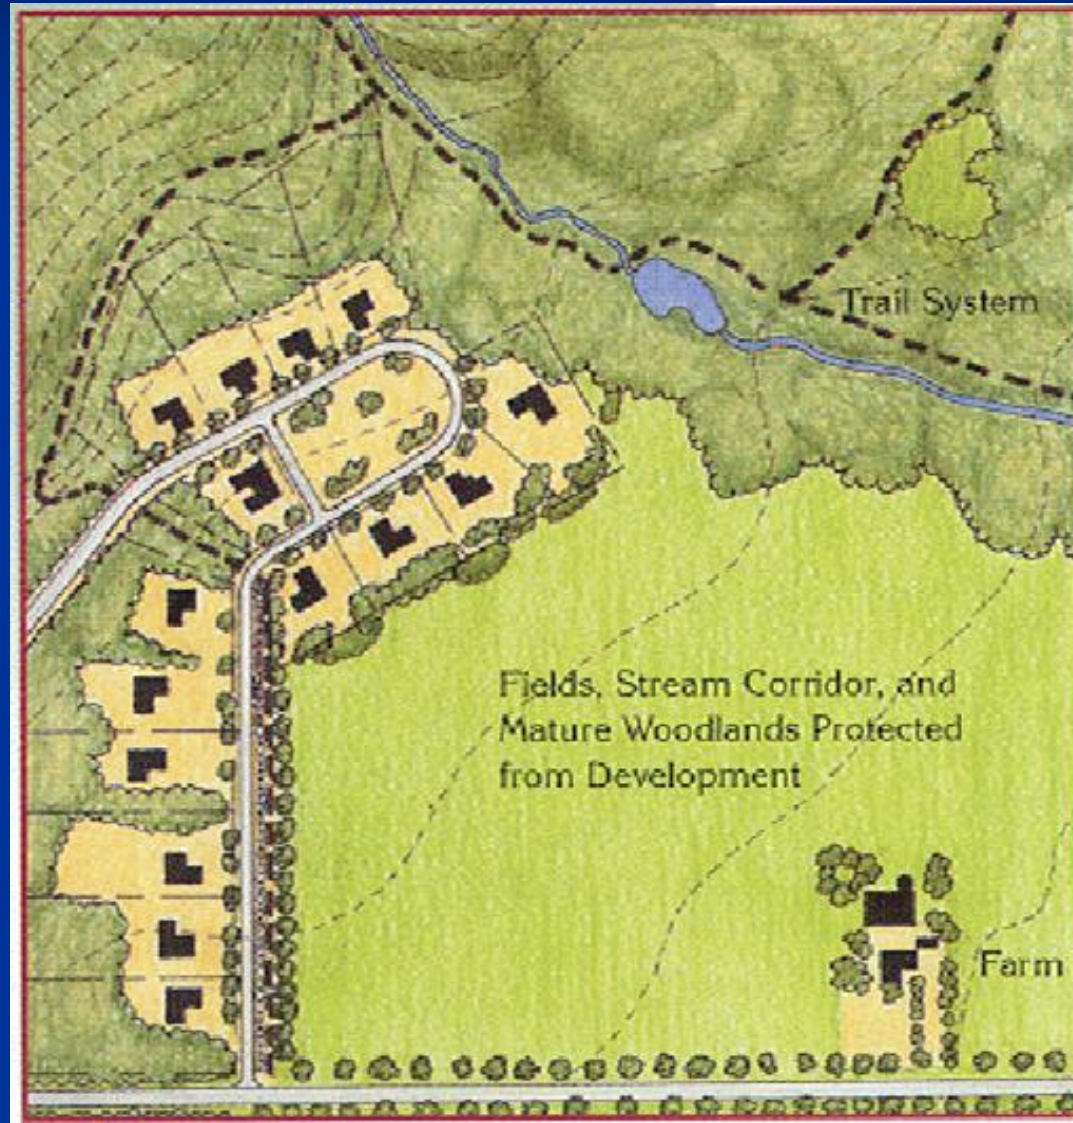 Trail System
Fields, Stream Corridor, and
Mature Woodlands Protected
from Development
Farm